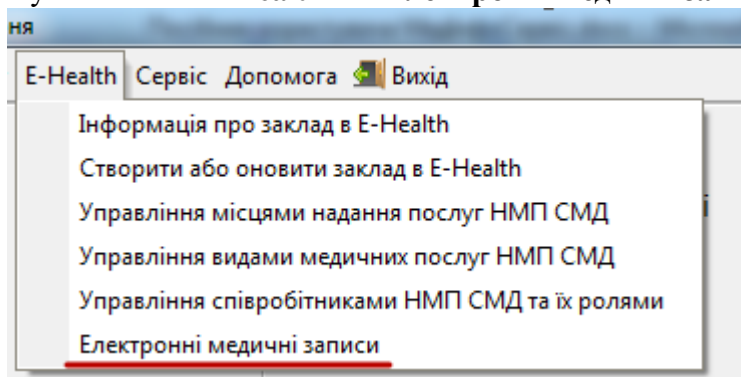 ня
E-Health Сервіс Допомога Вихід
Інформація про заклад в E-Health
Створити або оновити заклад в E-Health
Управління місцями надання послуг НМП СМД
Управління видами медичних послуг НМП СМД
Управління співробітниками НМП СМД та їх ролями
Електронні медичні записи